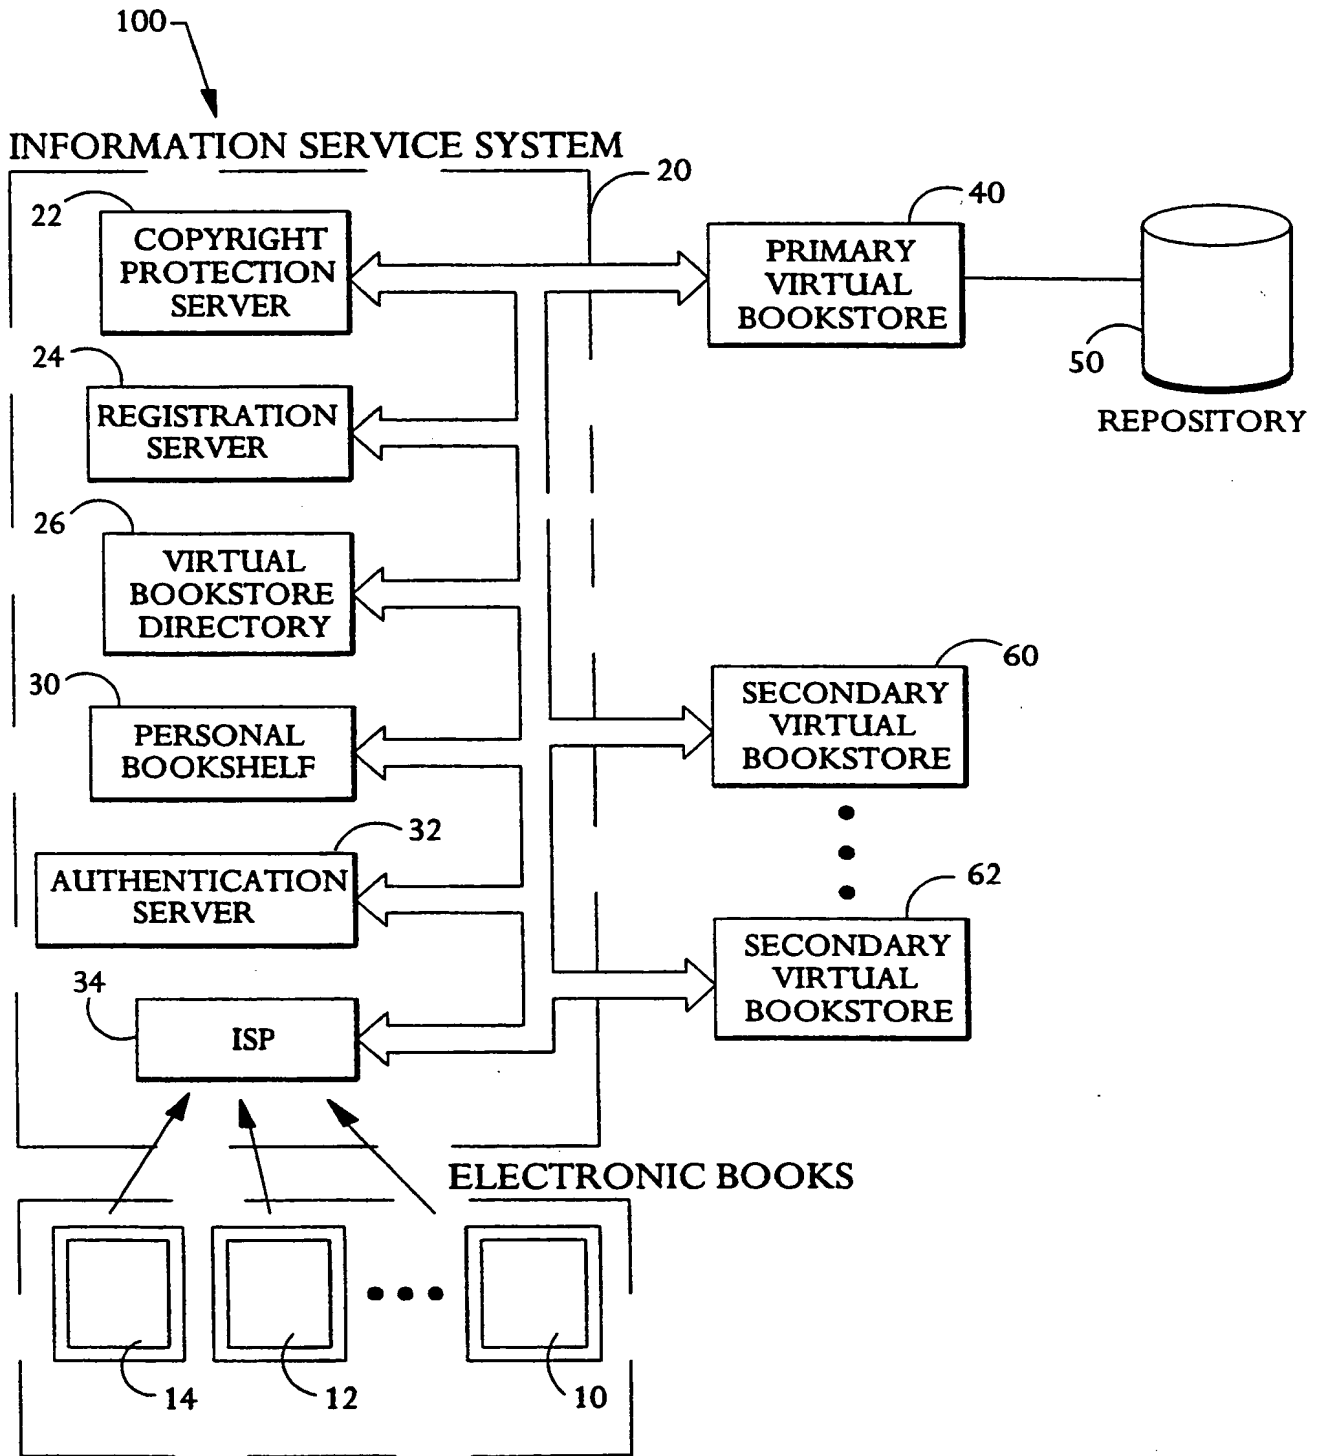 100
INFORMATION SERVICE SYSTEM
20
22
COPYRIGHT
PROTECTION
SERVER
40
PRIMARY
VIRTUAL
BOOKSTORE
50
REPOSITORY
24
REGISTRATION
SERVER
26
VIRTUAL
BOOKSTORE
DIRECTORY
60
SECONDARY
VIRTUAL
BOOKSTORE
30
PERSONAL
BOOKSHELF
32
AUTHENTICATION
SERVER
62
SECONDARY
VIRTUAL
BOOKSTORE
34
ISP
ELECTRONIC BOOKS
14
12
10